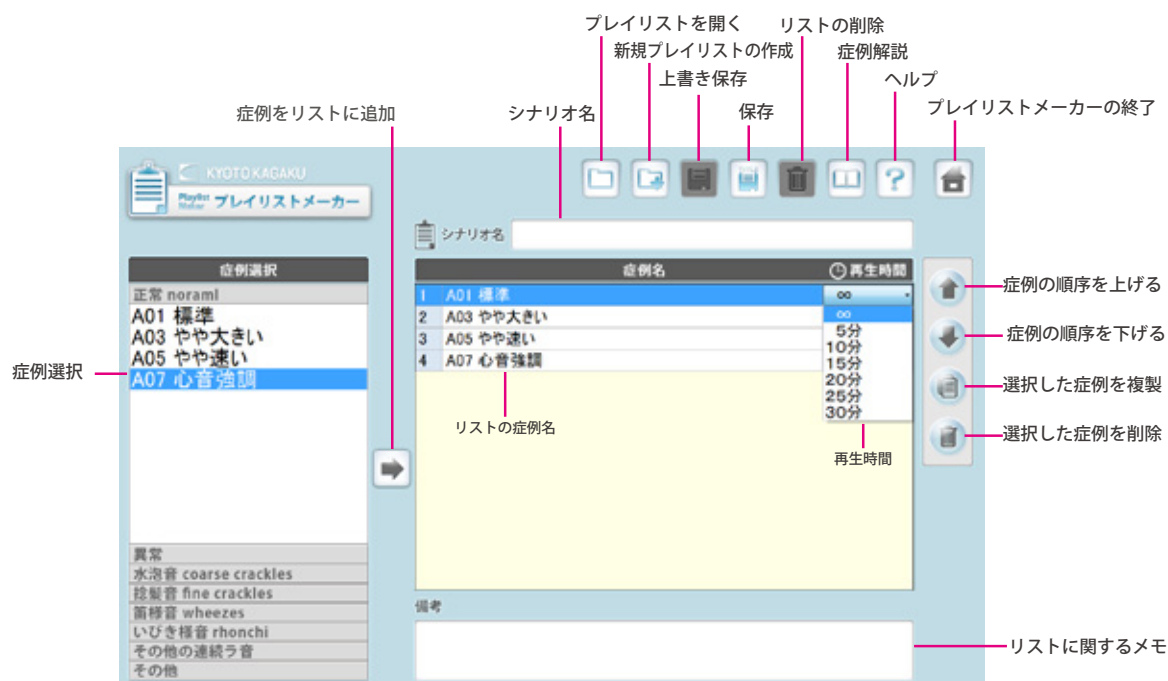 プレイリストを開く
リストの削除
新規プレイリストの作成
症例解説
上書き保存
ヘルプ
症例をリストに追加
シナリオ名
保存
プレイリストメーカーの終了
KYOTO KAGAKU
Playlist Maker プレイリストメーカー
シナリオ名
症例選択
症例名
再生時間
正常 noraml
A01 標準
A03 やや大きい
A05 やや速い
A07 心音強調
1 A01 標準 ∞
2 A03 やや大きい
3 A05 やや速い
4 A07 心音強調
∞
5分
10分
15分
20分
25分
30分
症例の順序を上げる
症例の順序を下げる
選択した症例を複製
選択した症例を削除
症例選択
リストの症例名
再生時間
異常
水泡音 coarse crackles
捻髪音 fine crackles
笛様音 wheezes
いびき様音 rhonchi
その他の連続ラ音
その他
備考
リストに関するメモ